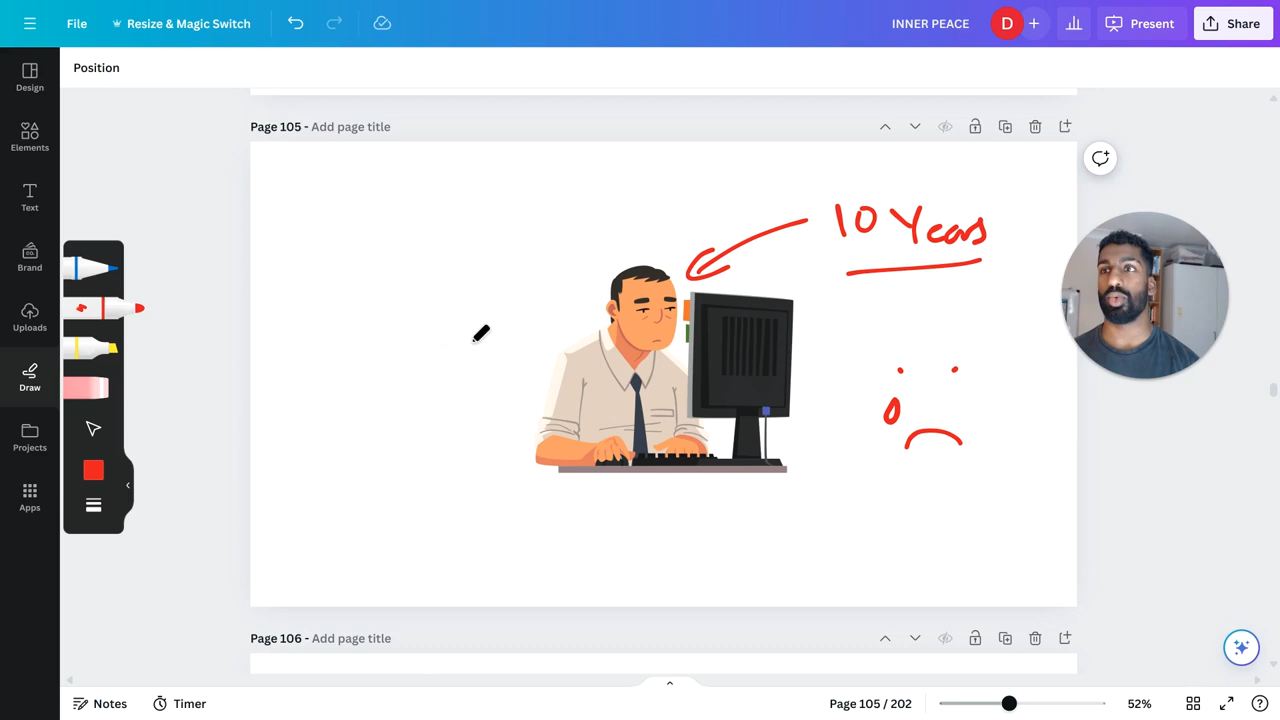 File
Resize & Magic Switch
INNER PEACE
D
Present
Share
Position
Design
Elements
Text
Brand
Uploads
Draw
Projects
Apps
Page 105 - Add page title
10 Years
Page 106 - Add page title
Notes
Timer
Page 105 / 202
52%